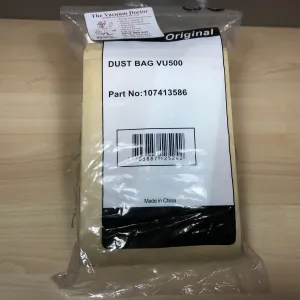 The Vacuum Doctor
Original
DUST BAG VU500
Part No:107413586
Made in China